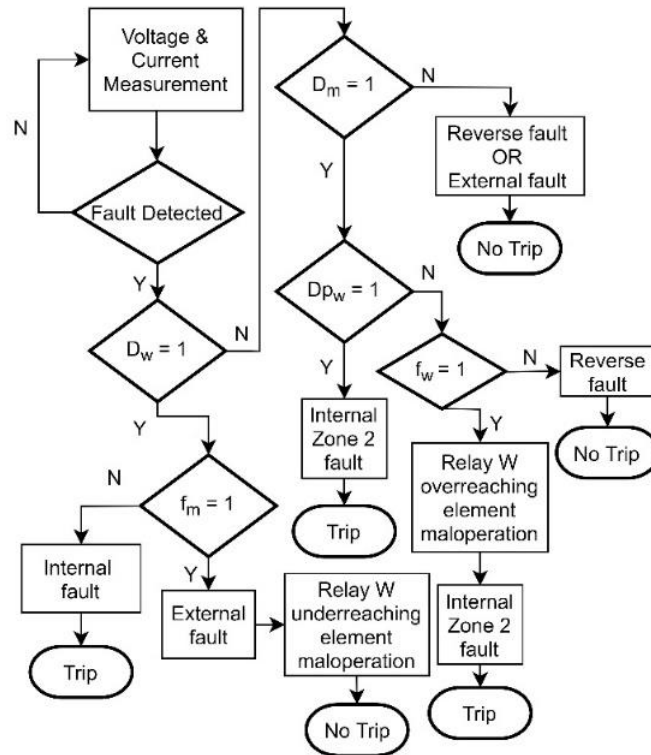 Voltage &
Current
Measurement
N
Fault Detected
Y
D_w = 1
N
Y
f_m = 1
N
Internal
fault
Trip
Y
External
fault
Relay W
underreaching
element
maloperation
No Trip
D_m = 1
N
Reverse fault
OR
External fault
No Trip
Y
Dp_w = 1
N
Y
Internal
Zone 2
fault
Trip
f_w = 1
N
Reverse
fault
No Trip
Y
Relay W
overreaching
element
maloperation
Internal
Zone 2
fault
Trip